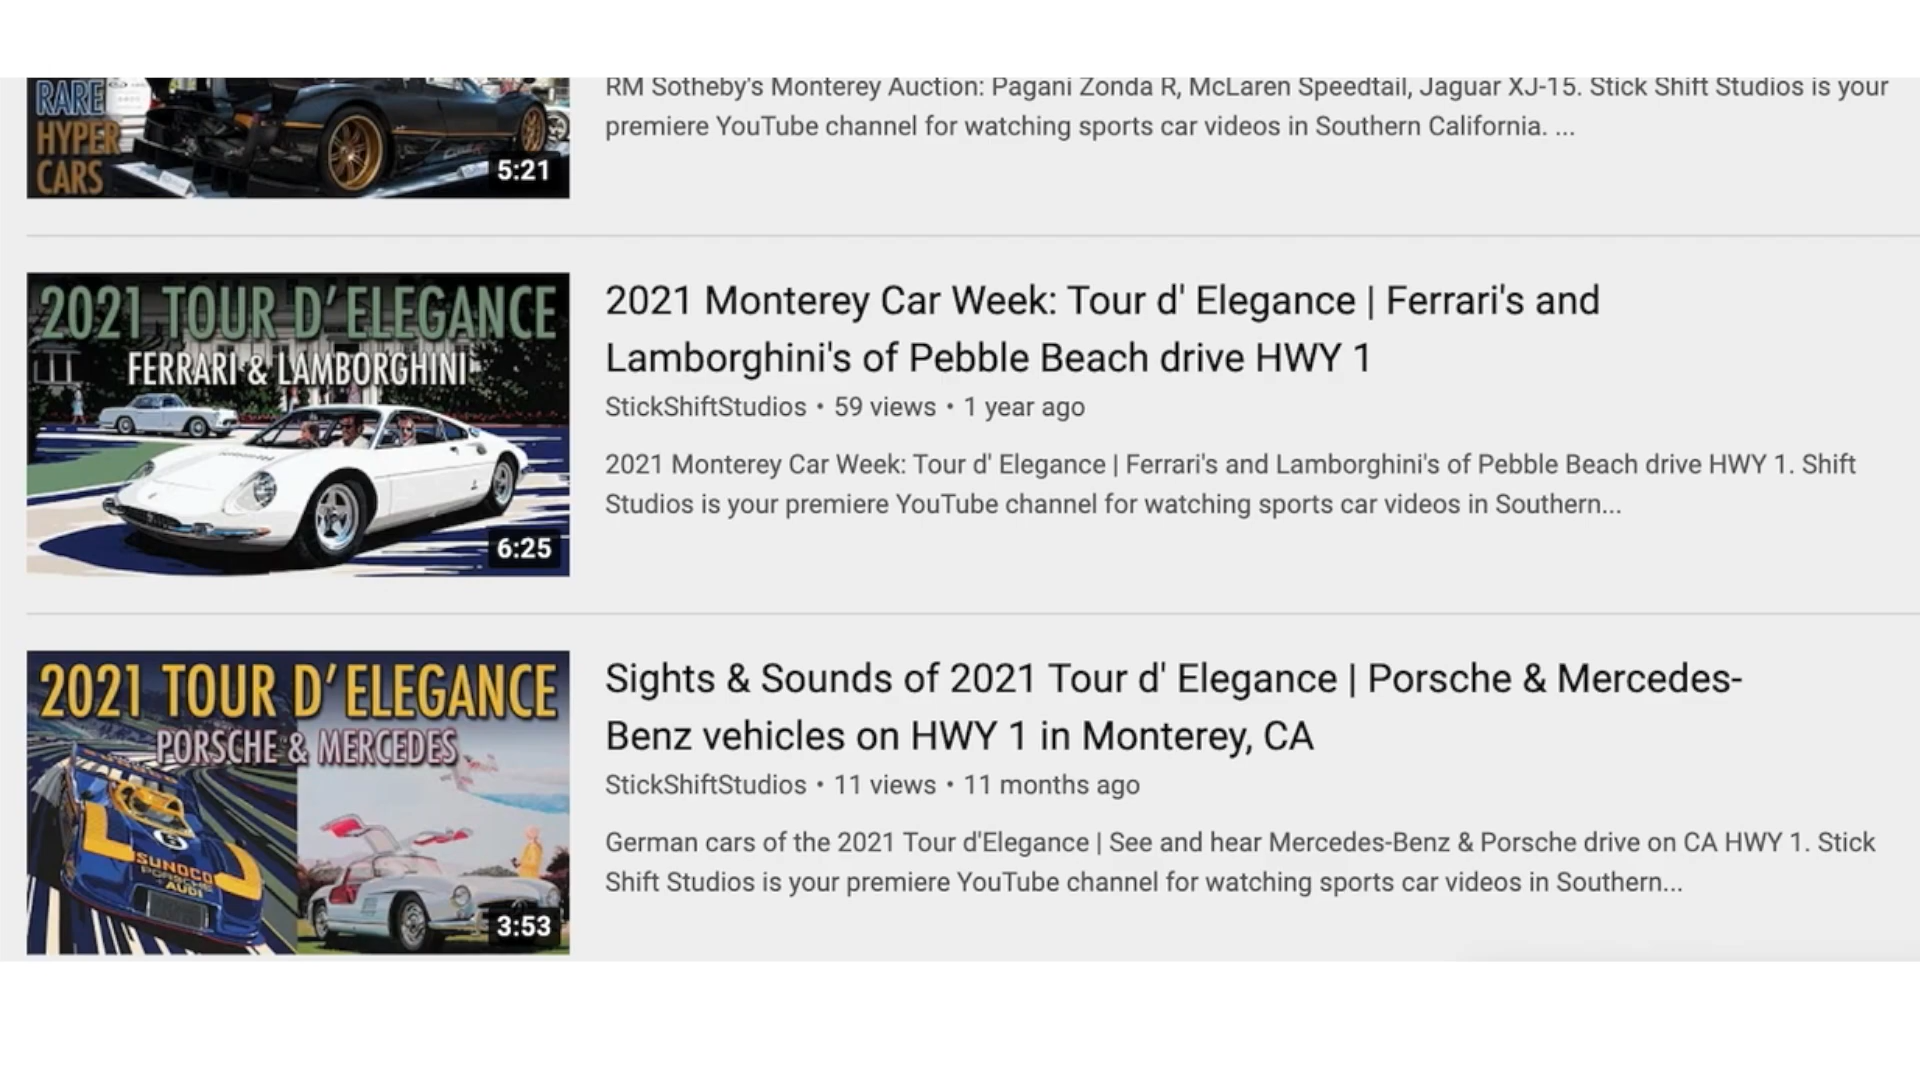 RARE
HYPER
CARS
5:21
RM Sotheby's Monterey Auction: Pagani Zonda R, McLaren Speedtail, Jaguar XJ-15. Stick Shift Studios is your
premiere YouTube channel for watching sports car videos in Southern California. ...
2021 TOUR D'ELEGANCE
FERRARI & LAMBORGHINI
6:25
2021 Monterey Car Week: Tour d' Elegance | Ferrari's and
Lamborghini's of Pebble Beach drive HWY 1
StickShiftStudios • 59 views • 1 year ago
2021 Monterey Car Week: Tour d' Elegance | Ferrari's and Lamborghini's of Pebble Beach drive HWY 1. Shift
Studios is your premiere YouTube channel for watching sports car videos in Southern...
2021 TOUR D'ELEGANCE
PORSCHE & MERCEDES
6
SUNOCO
PORSCHE
AUDI
3:53
Sights & Sounds of 2021 Tour d' Elegance | Porsche & Mercedes-
Benz vehicles on HWY 1 in Monterey, CA
StickShiftStudios • 11 views • 11 months ago
German cars of the 2021 Tour d'Elegance | See and hear Mercedes-Benz & Porsche drive on CA HWY 1. Stick
Shift Studios is your premiere YouTube channel for watching sports car videos in Southern...